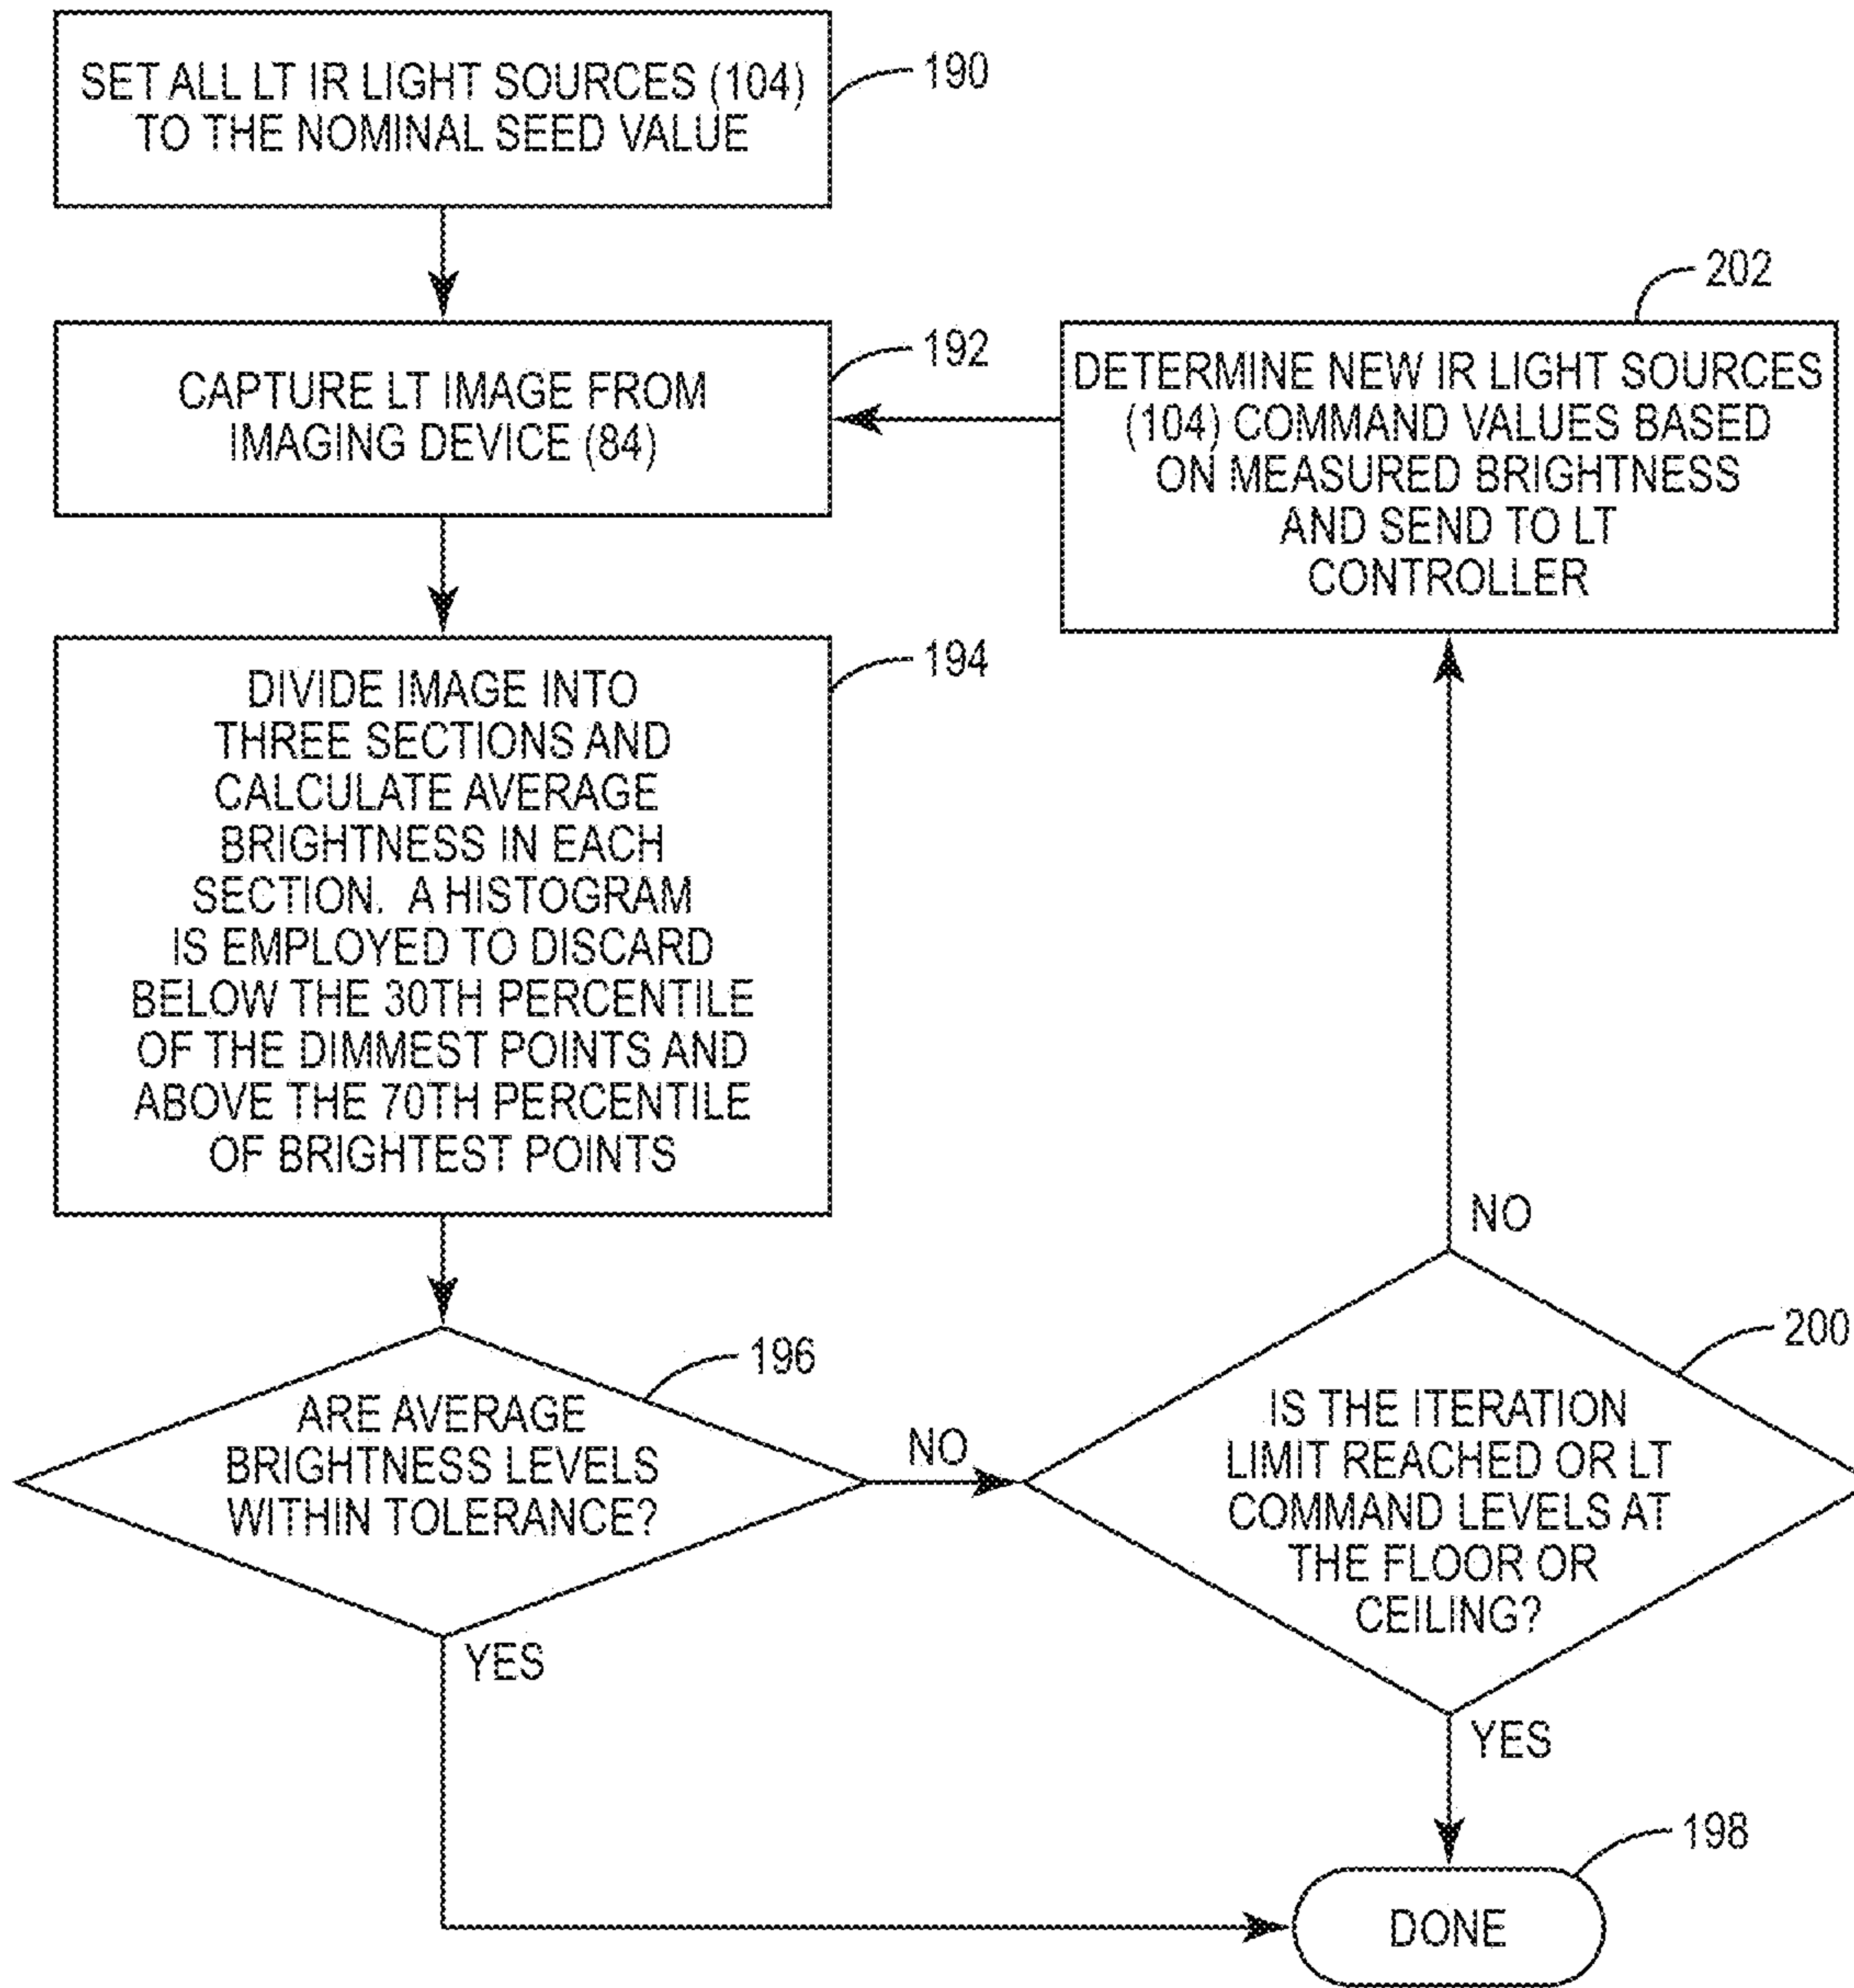 SET ALL LT IR LIGHT SOURCES (104)
TO THE NOMINAL SEED VALUE
190
CAPTURE LT IMAGE FROM
IMAGING DEVICE (84)
192
DIVIDE IMAGE INTO
THREE SECTIONS AND
CALCULATE AVERAGE
BRIGHTNESS IN EACH
SECTION. A HISTOGRAM
IS EMPLOYED TO DISCARD
BELOW THE 30TH PERCENTILE
OF THE DIMMEST POINTS AND
ABOVE THE 70TH PERCENTILE
OF BRIGHTEST POINTS
194
ARE AVERAGE
BRIGHTNESS LEVELS
WITHIN TOLERANCE?
196
NO
YES
IS THE ITERATION
LIMIT REACHED OR LT
COMMAND LEVELS AT
THE FLOOR OR
CEILING?
200
NO
YES
DETERMINE NEW IR LIGHT SOURCES
(104) COMMAND VALUES BASED
ON MEASURED BRIGHTNESS
AND SEND TO LT
CONTROLLER
202
DONE
198